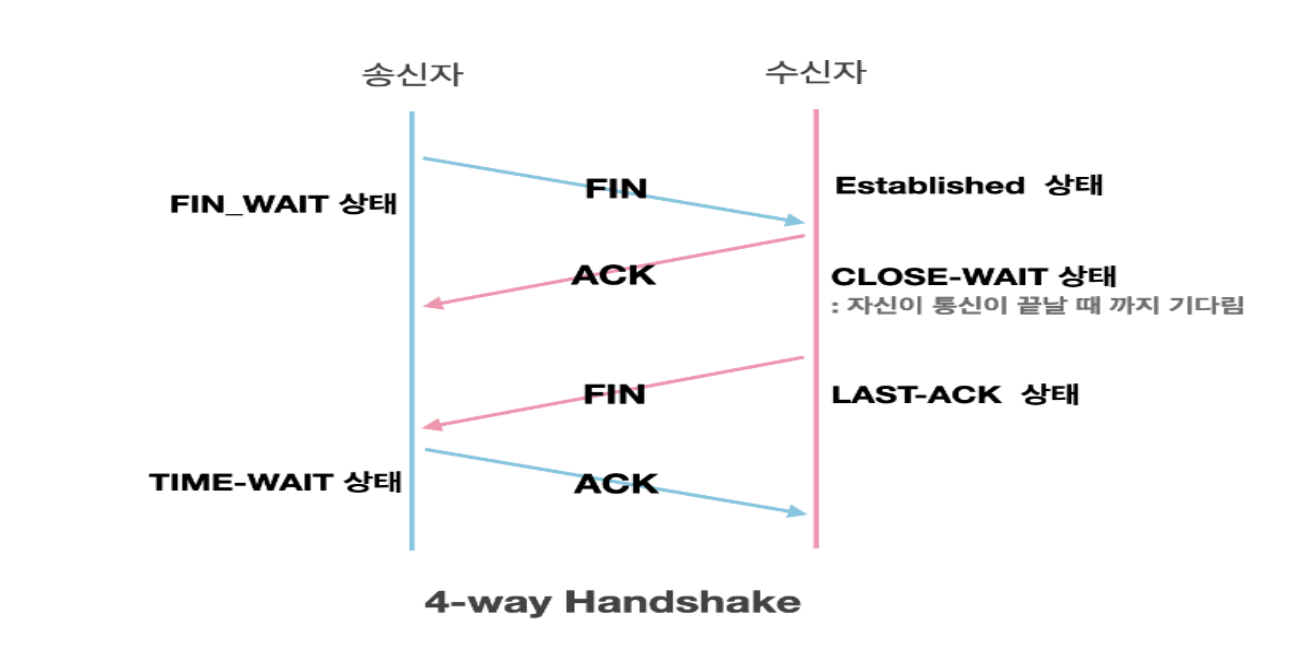 송신자
수신자
FIN
Established 상태
FIN_WAIT 상태
ACK
CLOSE-WAIT 상태
: 자신이 통신이 끝날 때 까지 기다림
FIN
LAST-ACK 상태
TIME-WAIT 상태
ACK
4-way Handshake